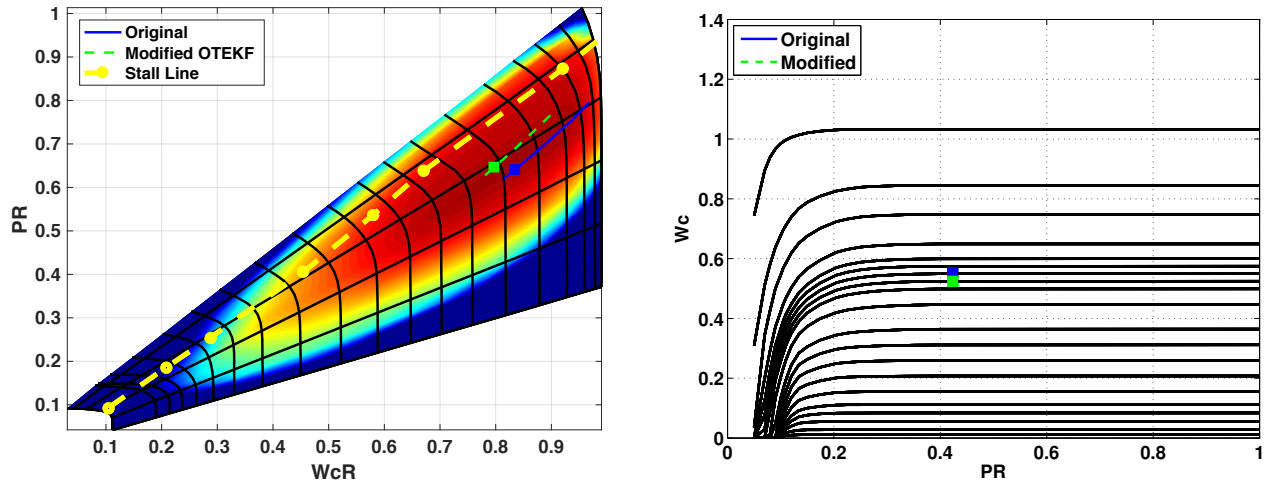 Original
Modified OTEKF
Stall Line
1
0.9
0.8
0.7
0.6
0.5
0.4
0.3
0.2
0.1
PR
0.1 0.2 0.3 0.4 0.5 0.6 0.7 0.8 0.9
WcR
Original
Modified
1.4
1.2
1
0.8
0.6
0.4
0.2
0
Wc
0 0.2 0.4 0.6 0.8 1
PR